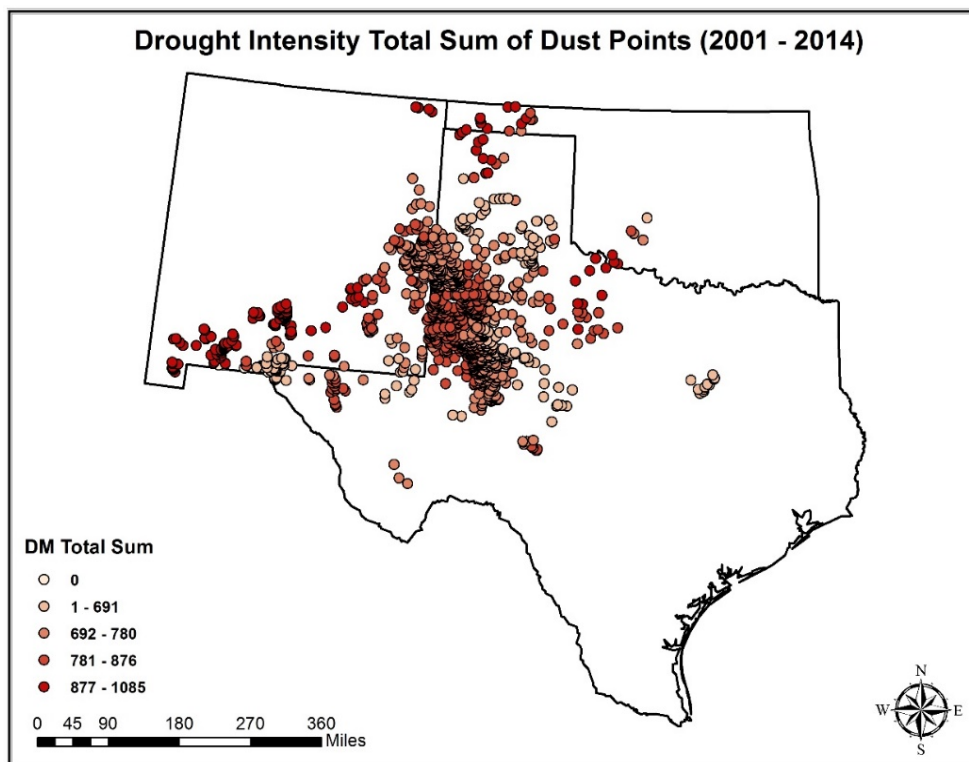 Drought Intensity Total Sum of Dust Points (2001 - 2014)
DM Total Sum
0
1 - 691
692 - 780
781 - 876
877 - 1085
0 45 90 180 270 360
Miles
N
W E
S